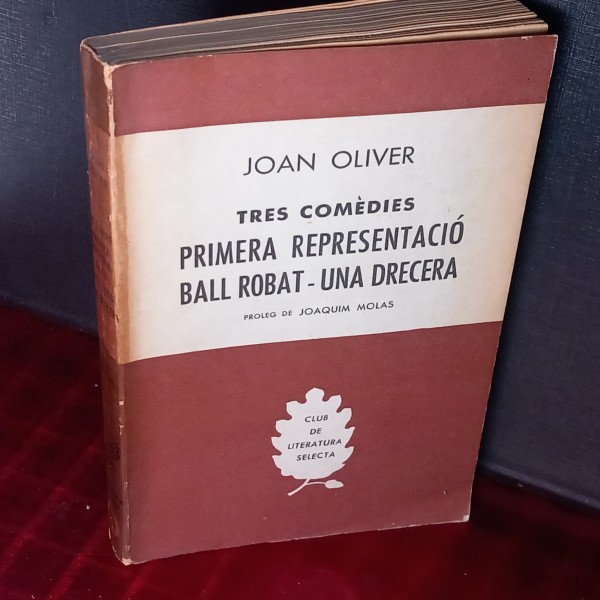 JOAN OLIVER
TRES COMÈDIES
PRIMERA REPRESENTACIÓ
BALL ROBAT - UNA DRECERA
PROLEG DE JOAQUIM MOLAS
CLUB
DE
LITERATURA
SELECTA